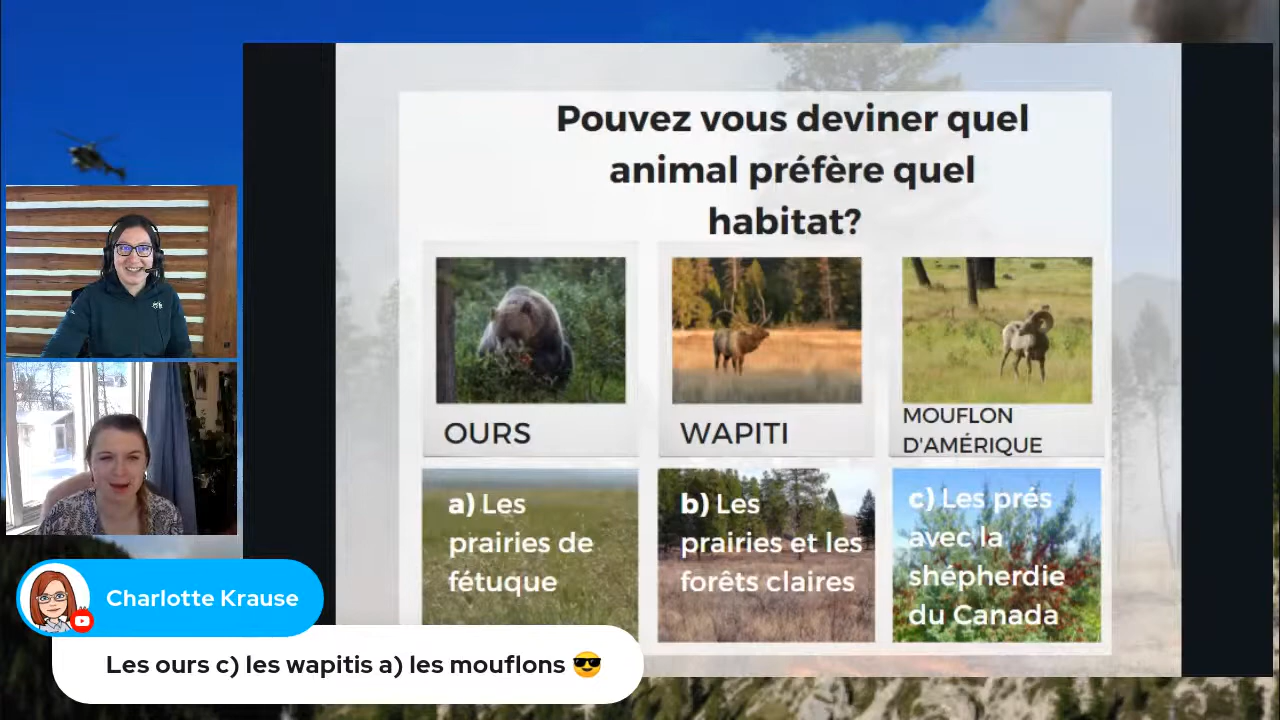 Pouvez vous deviner quel
animal préfère quel
habitat?
OURS
WAPITI
MOUFLON
D'AMÉRIQUE
a) Les
prairies de
fétuque
b) Les
prairies et les
forêts claires
c) Les prés
avec la
shépherdie
du Canada
Charlotte Krause
Les ours c) les wapitis a) les mouflons 😎